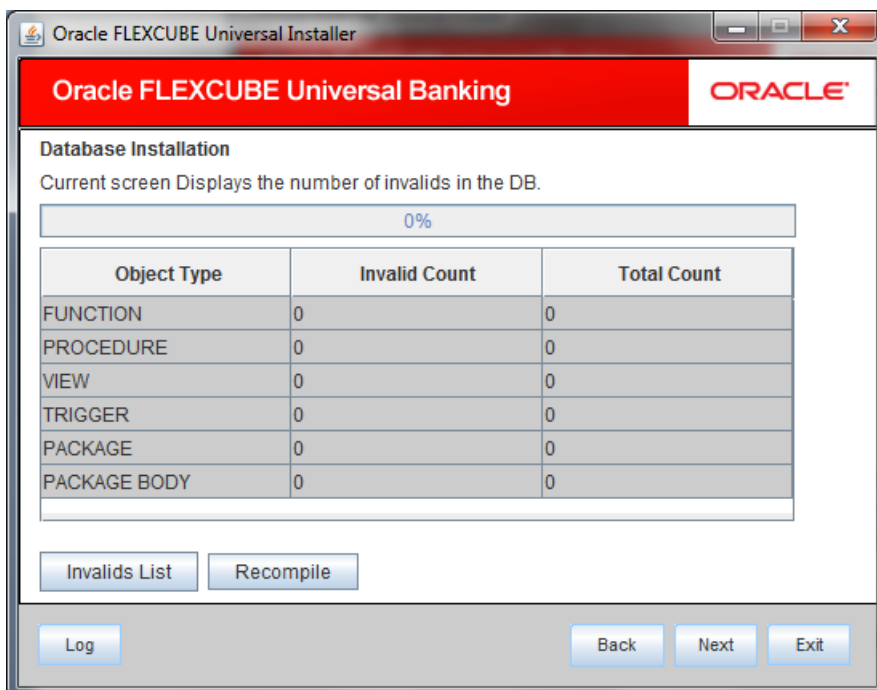 Oracle FLEXCUBE Universal Installer
Oracle FLEXCUBE Universal Banking ORACLE
Database Installation
Current screen Displays the number of invalids in the DB.
0%
Object Type Invalid Count Total Count
FUNCTION 0 0
PROCEDURE 0 0
VIEW 0 0
TRIGGER 0 0
PACKAGE 0 0
PACKAGE BODY 0 0
Invalids List Recompile
Log Back Next Exit